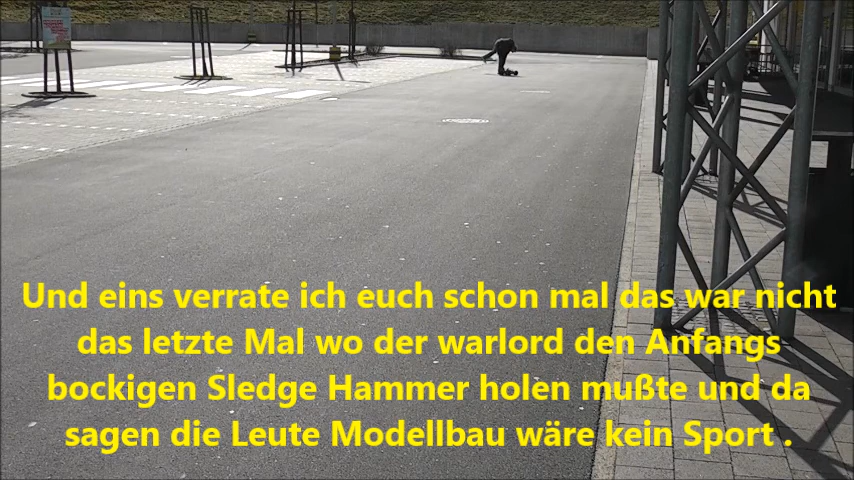 Und eins verrate ich euch schon mal das war nicht
das letzte Mal wo der warlord den Anfangs
bockigen Sledge Hammer holen mußte und da
sagen die Leute Modellbau wäre kein Sport .